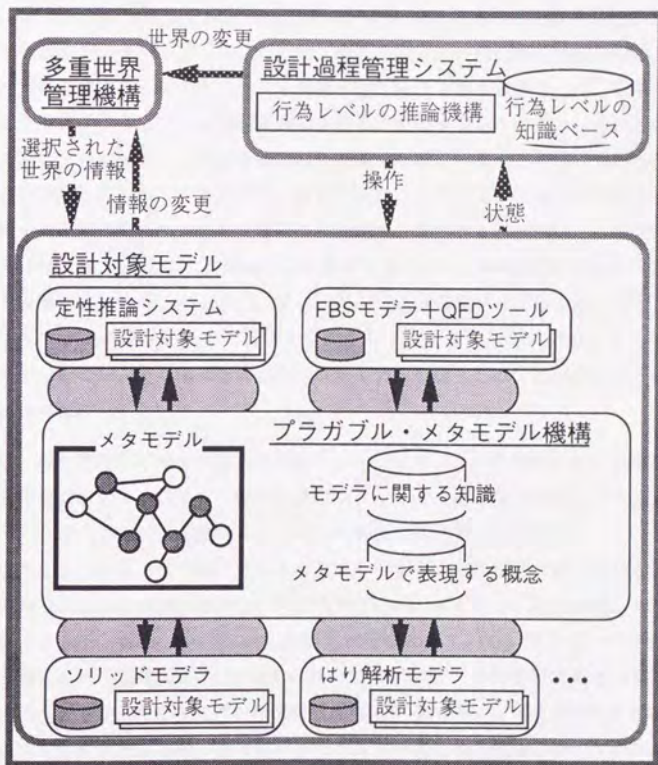 世界の変更
多重世界
管理機構
設計過程管理システム
行為レベルの推論機構
行為レベルの
知識ベース
選択された
世界の情報
情報の変更
操作
状態
設計対象モデル
定性推論システム
設計対象モデル
FBSモデラ＋QFDツール
設計対象モデル
メタモデル
プラガブル・メタモデル機構
モデラに関する知識
メタモデルで表現する概念
ソリッドモデラ
設計対象モデル
はり解析モデラ
設計対象モデル
･･･